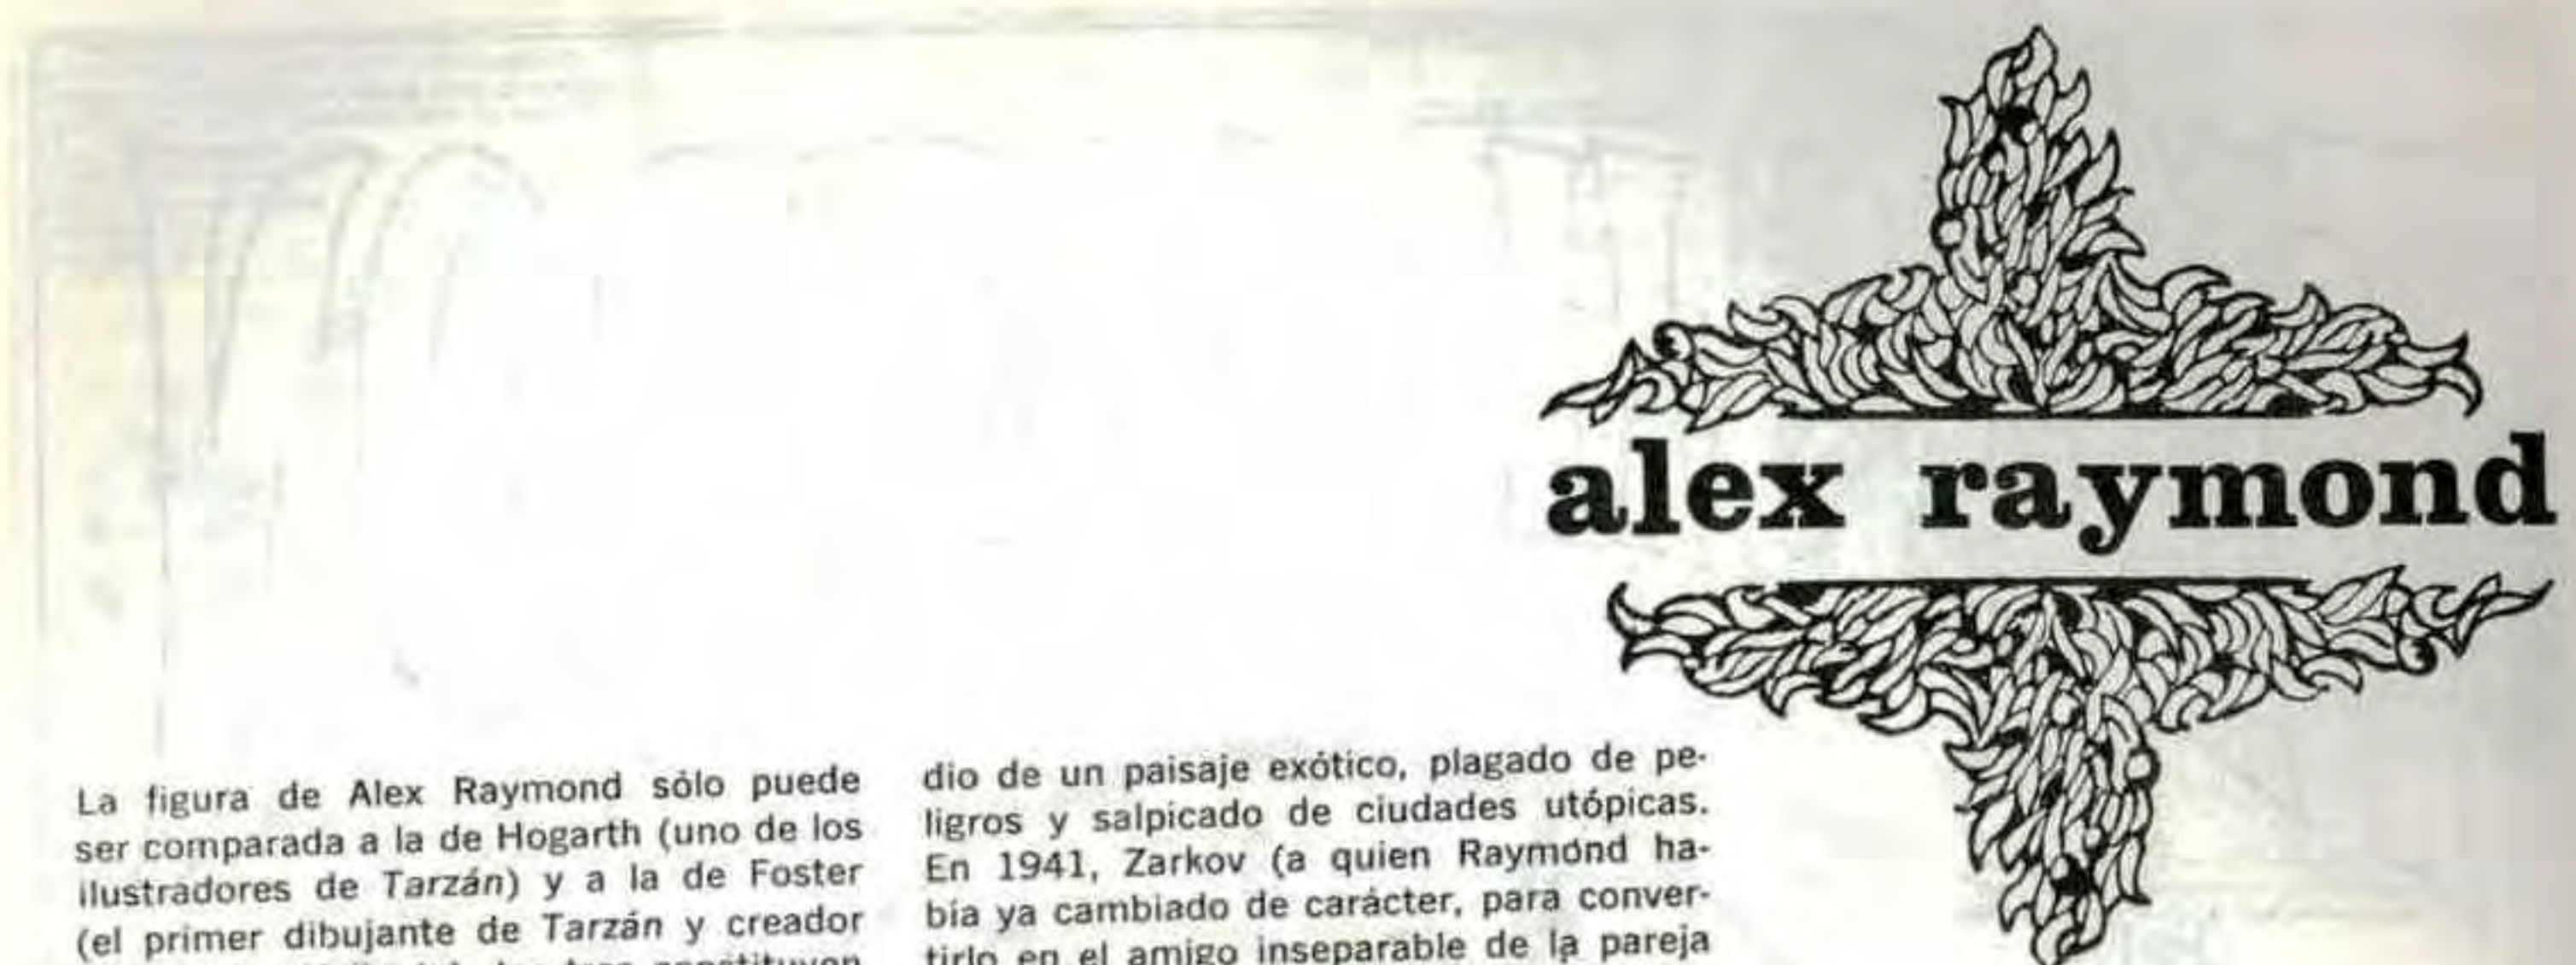 alex raymond
La figura de Alex Raymond sólo puede
ser comparada a la de Hogarth (uno de los
ilustradores de Tarzán) y a la de Foster
(el primer dibujante de Tarzán y creador
dio de un paisaje exótico, plagado de pe-
ligros y salpicado de ciudades utópicas.
En 1941, Zarkov (a quien Raymond ha-
bía ya cambiado de carácter, para conver-
tirlo en el amigo inseparable de la pareja